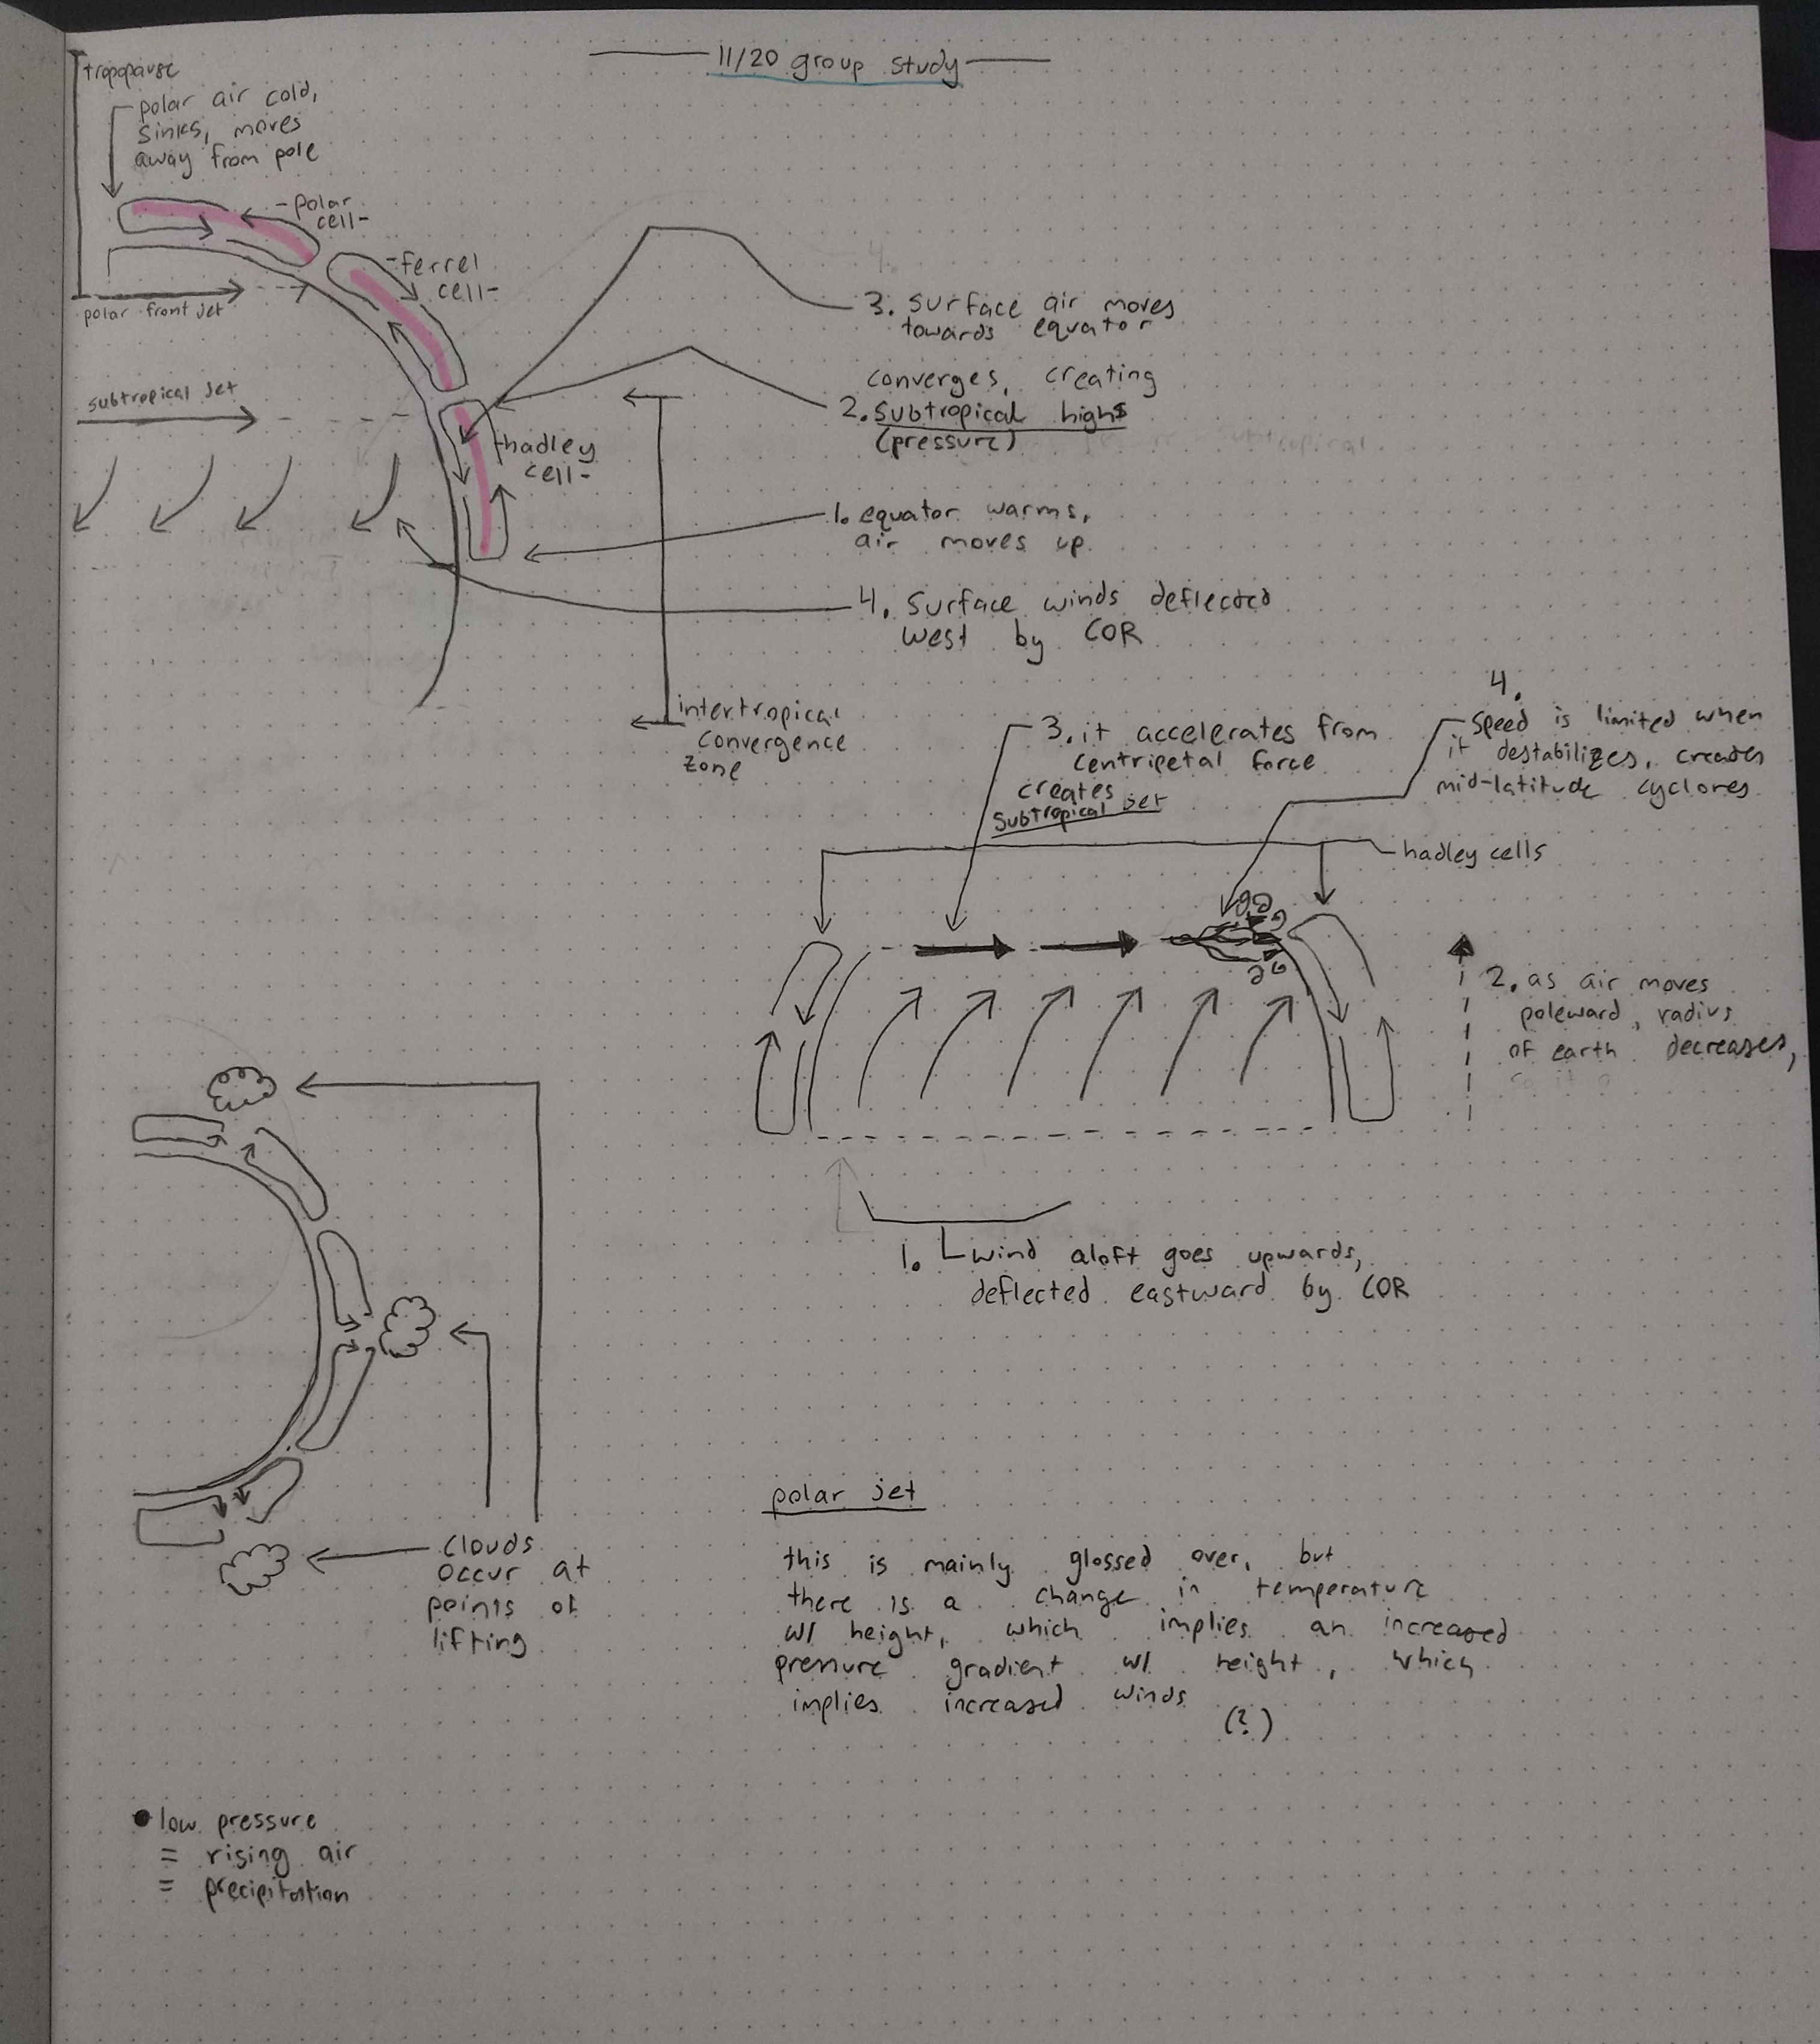 11/20 group study
tropopause
polar air cold,
sinks, moves
away from pole
-polar
cell-
-ferrel
cell-
polar front jet
subtropical jet
-hadley
cell-
4.
3. surface air moves
towards equator
converges, creating
2. subtropical highs
(pressure)
subtropical
1. equator warms,
air moves up
4. surface winds deflected
west by COR
intertropical
convergence
zone
3. it accelerates from
centripetal force
creates
subtropical jet
4.
speed is limited when
it destabilizes, creates
mid-latitude cyclones
hadley cells
2. as air moves
poleward, radius
of earth decreases,
so it a
1. wind aloft goes upwards,
deflected eastward by COR
clouds
occur at
points of
lifting
polar jet
this is mainly glossed over, but
there is a change in temperature
w/ height, which implies an increased
pressure gradient w/ height, which
implies increased winds
(?)
low pressure
= rising air
= precipitation